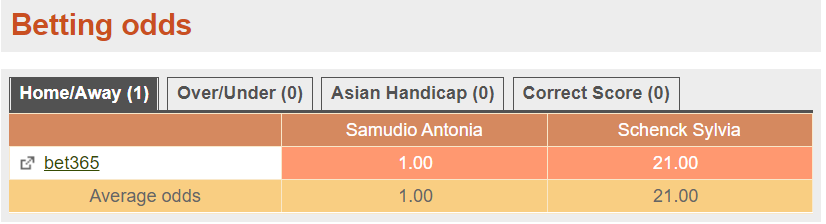 Betting odds
Home/Away (1) Over/Under (0) Asian Handicap (0) Correct Score (0)
Samudio Antonia Schenck Sylvia
bet365 1.00 21.00
Average odds 1.00 21.00